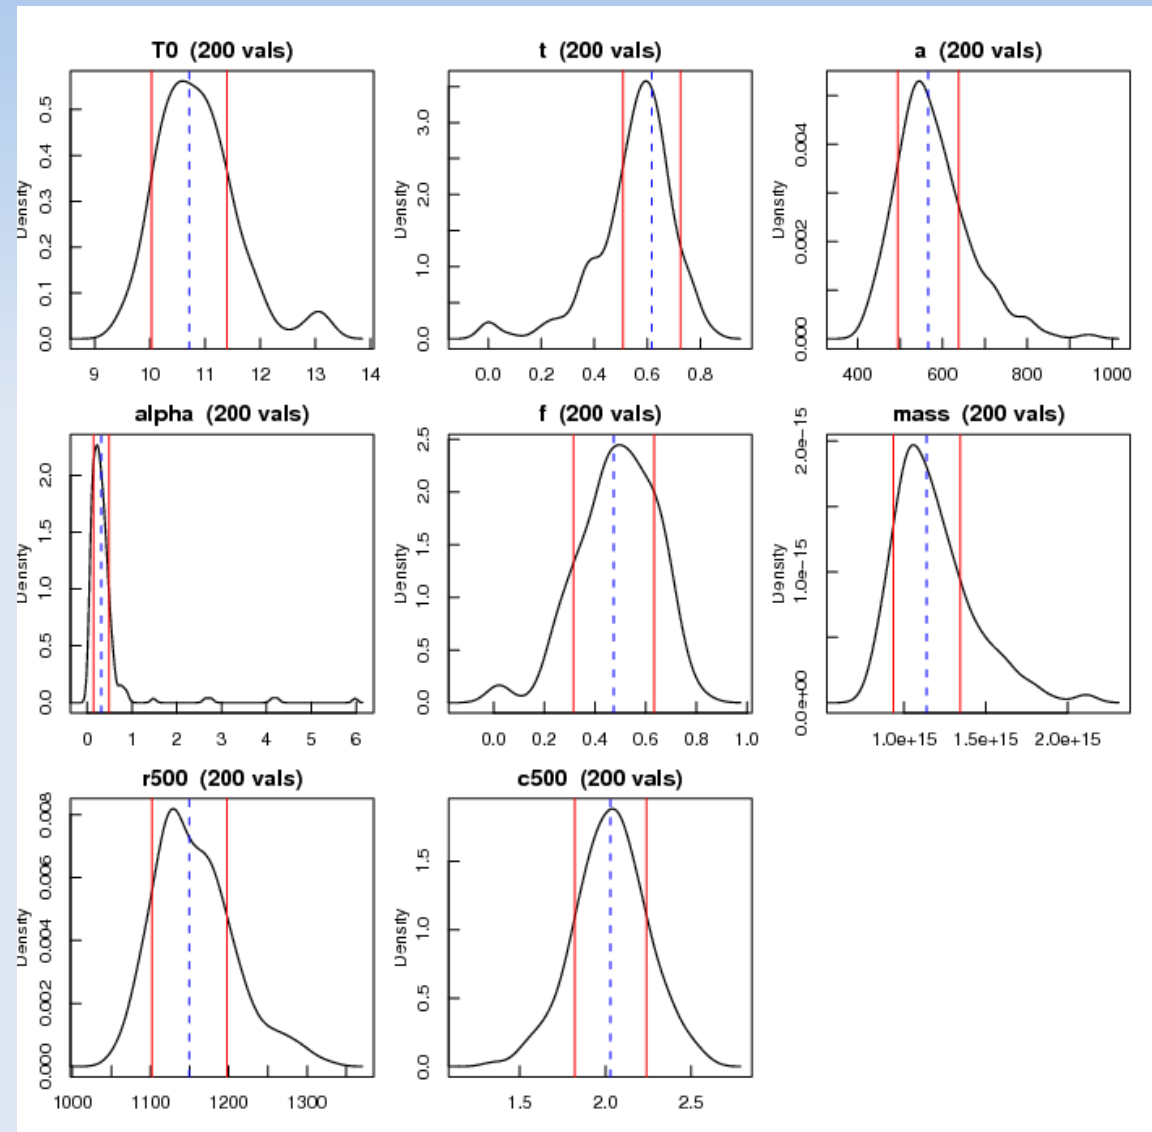 T0 (200 vals)
t (200 vals)
a (200 vals)
Density
0.0 0.1 0.2 0.3 0.4 0.5
9 10 11 12 13 14
Density
0.0 1.0 2.0 3.0
0.0 0.2 0.4 0.6 0.8
Density
0.000 0.002 0.004
400 600 800 1000
alpha (200 vals)
f (200 vals)
mass (200 vals)
Density
0.0 0.5 1.0 1.5 2.0
0 1 2 3 4 5 6
Density
0.0 0.5 1.0 1.5 2.0 2.5
0.0 0.2 0.4 0.6 0.8 1.0
Density
0.0e+00 1.0e-15 2.0e-15
1.0e+15 1.5e+15 2.0e+15
r500 (200 vals)
c500 (200 vals)
Density
0.000 0.002 0.004 0.006 0.008
1000 1100 1200 1300
Density
0.0 0.5 1.0 1.5
1.5 2.0 2.5